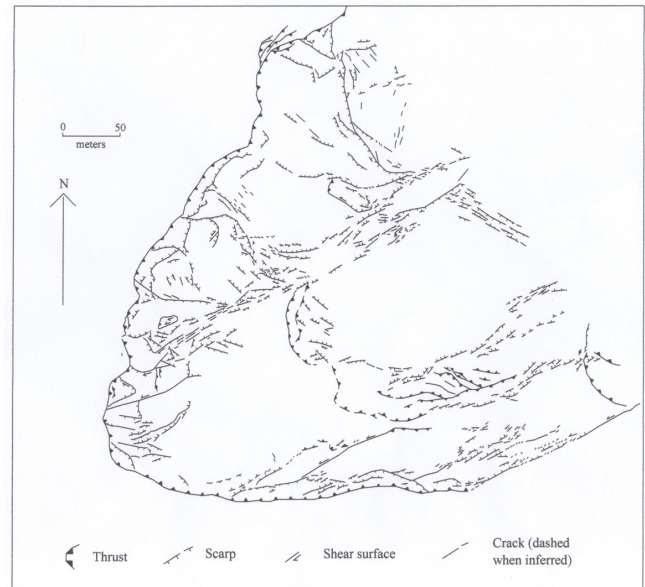 0 50
meters
N
Thrust
Scarp
Shear surface
Crack (dashed
when inferred)